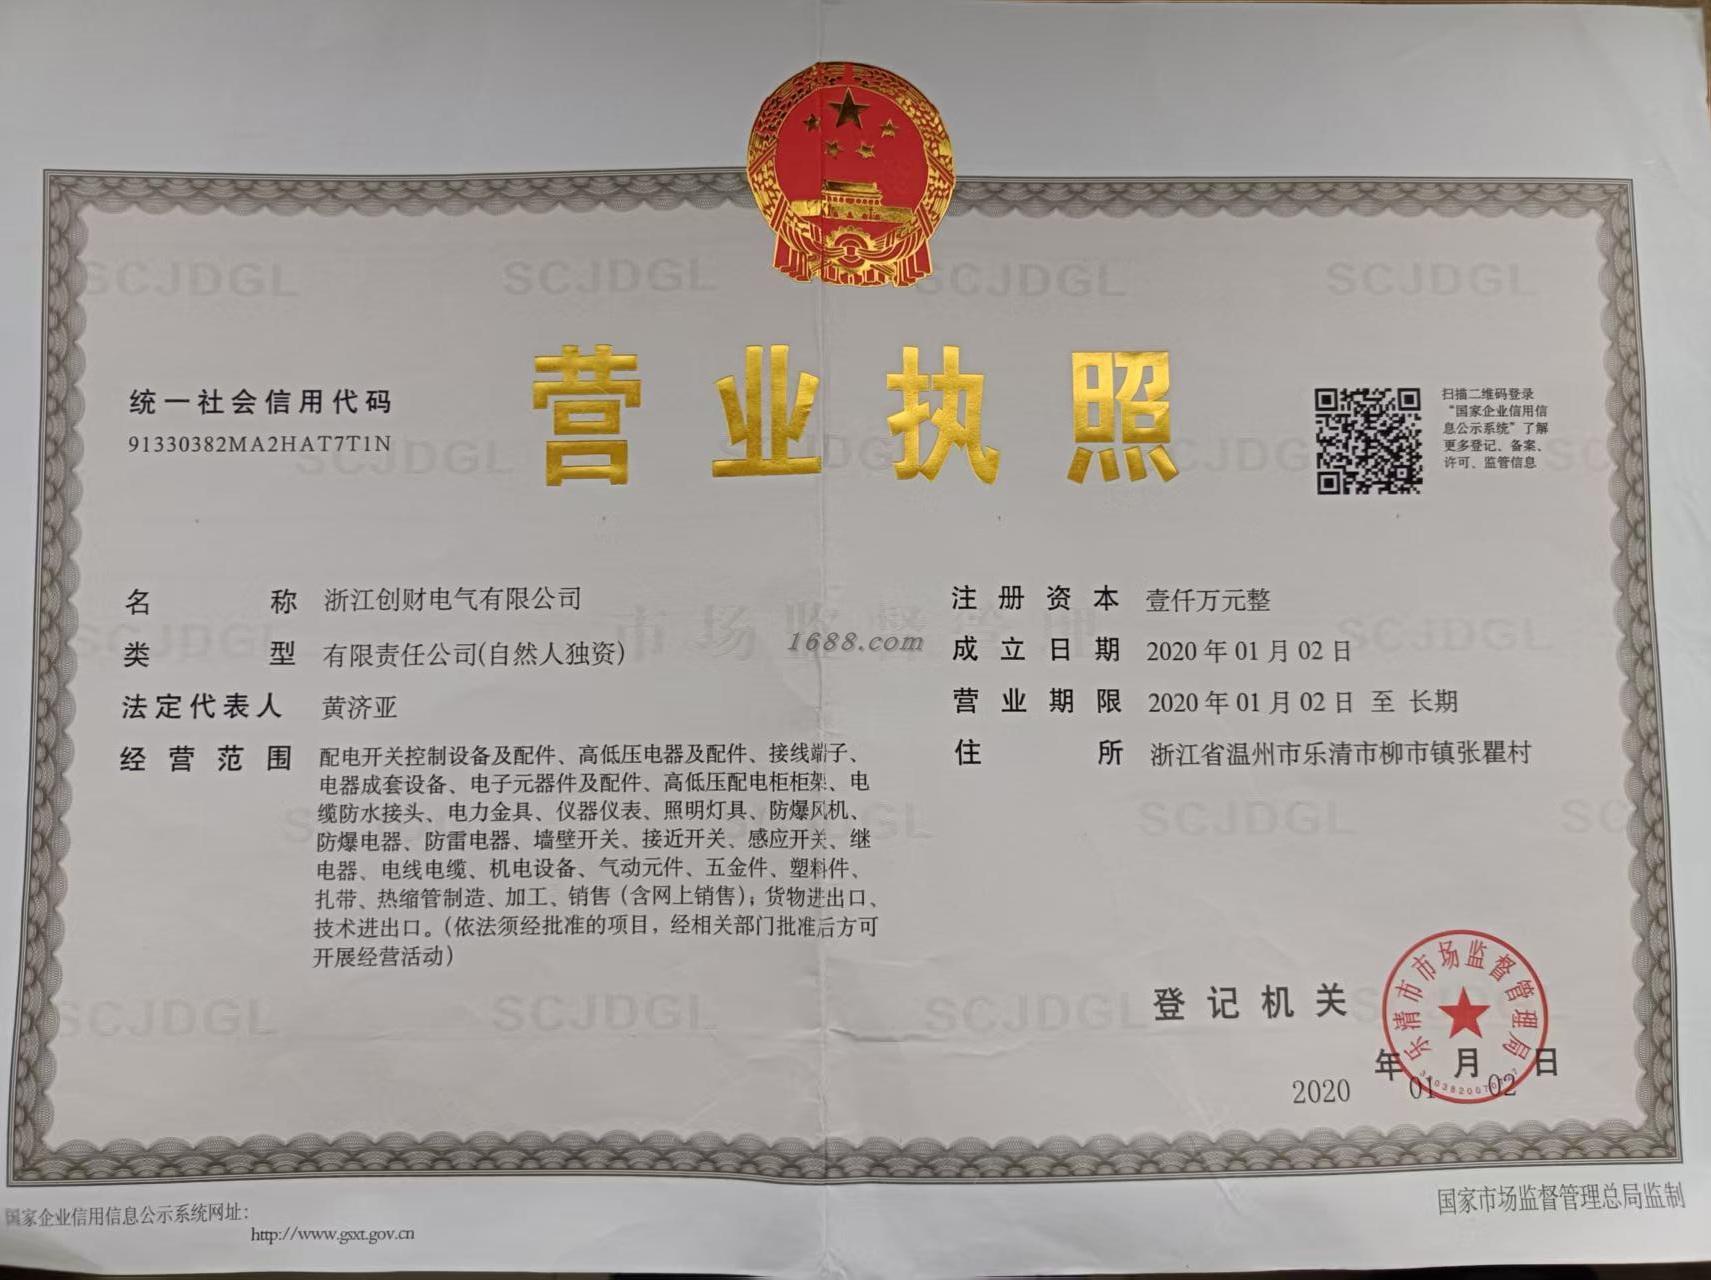 营业执照
统一社会信用代码
91330382MA2HAT7T1N
扫描二维码登录
“国家企业信用信
息公示系统”了解
更多登记、备案、
许可、监管信息
名称 浙江创财电气有限公司
类型 有限责任公司(自然人独资)
法定代表人 黄济亚
经营范围 配电开关控制设备及配件、高低压电器及配件、接线端子、
电器成套设备、电子元器件及配件、高低压配电柜柜架、电
缆防水接头、电力金具、仪器仪表、照明灯具、防爆风机、
防爆电器、防雷电器、墙壁开关、接近开关、感应开关、继
电器、电线电缆、机电设备、气动元件、五金件、塑料件、
扎带、热缩管制造、加工、销售（含网上销售）；货物进出口、
技术进出口。(依法须经批准的项目，经相关部门批准后方可
开展经营活动)
注册资本 壹仟万元整
成立日期 2020年01月02日
营业期限 2020年01月02日 至 长期
住所 浙江省温州市乐清市柳市镇张瞿村
1688.com
市场监督管理
SCJDGL
登记机关
乐清市市场监督管理局
年 月 日
2020 01 02
国家企业信用信息公示系统网址：
http://www.gsxt.gov.cn
国家市场监督管理总局监制